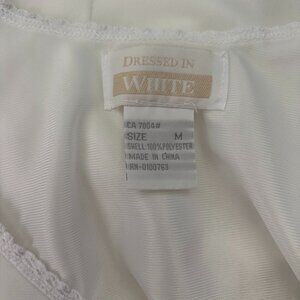 DRESSED IN
WHITE
CA 7004#
SIZE M
SHELL:100%POLYESTER
MADE IN CHINA
RN-0100763